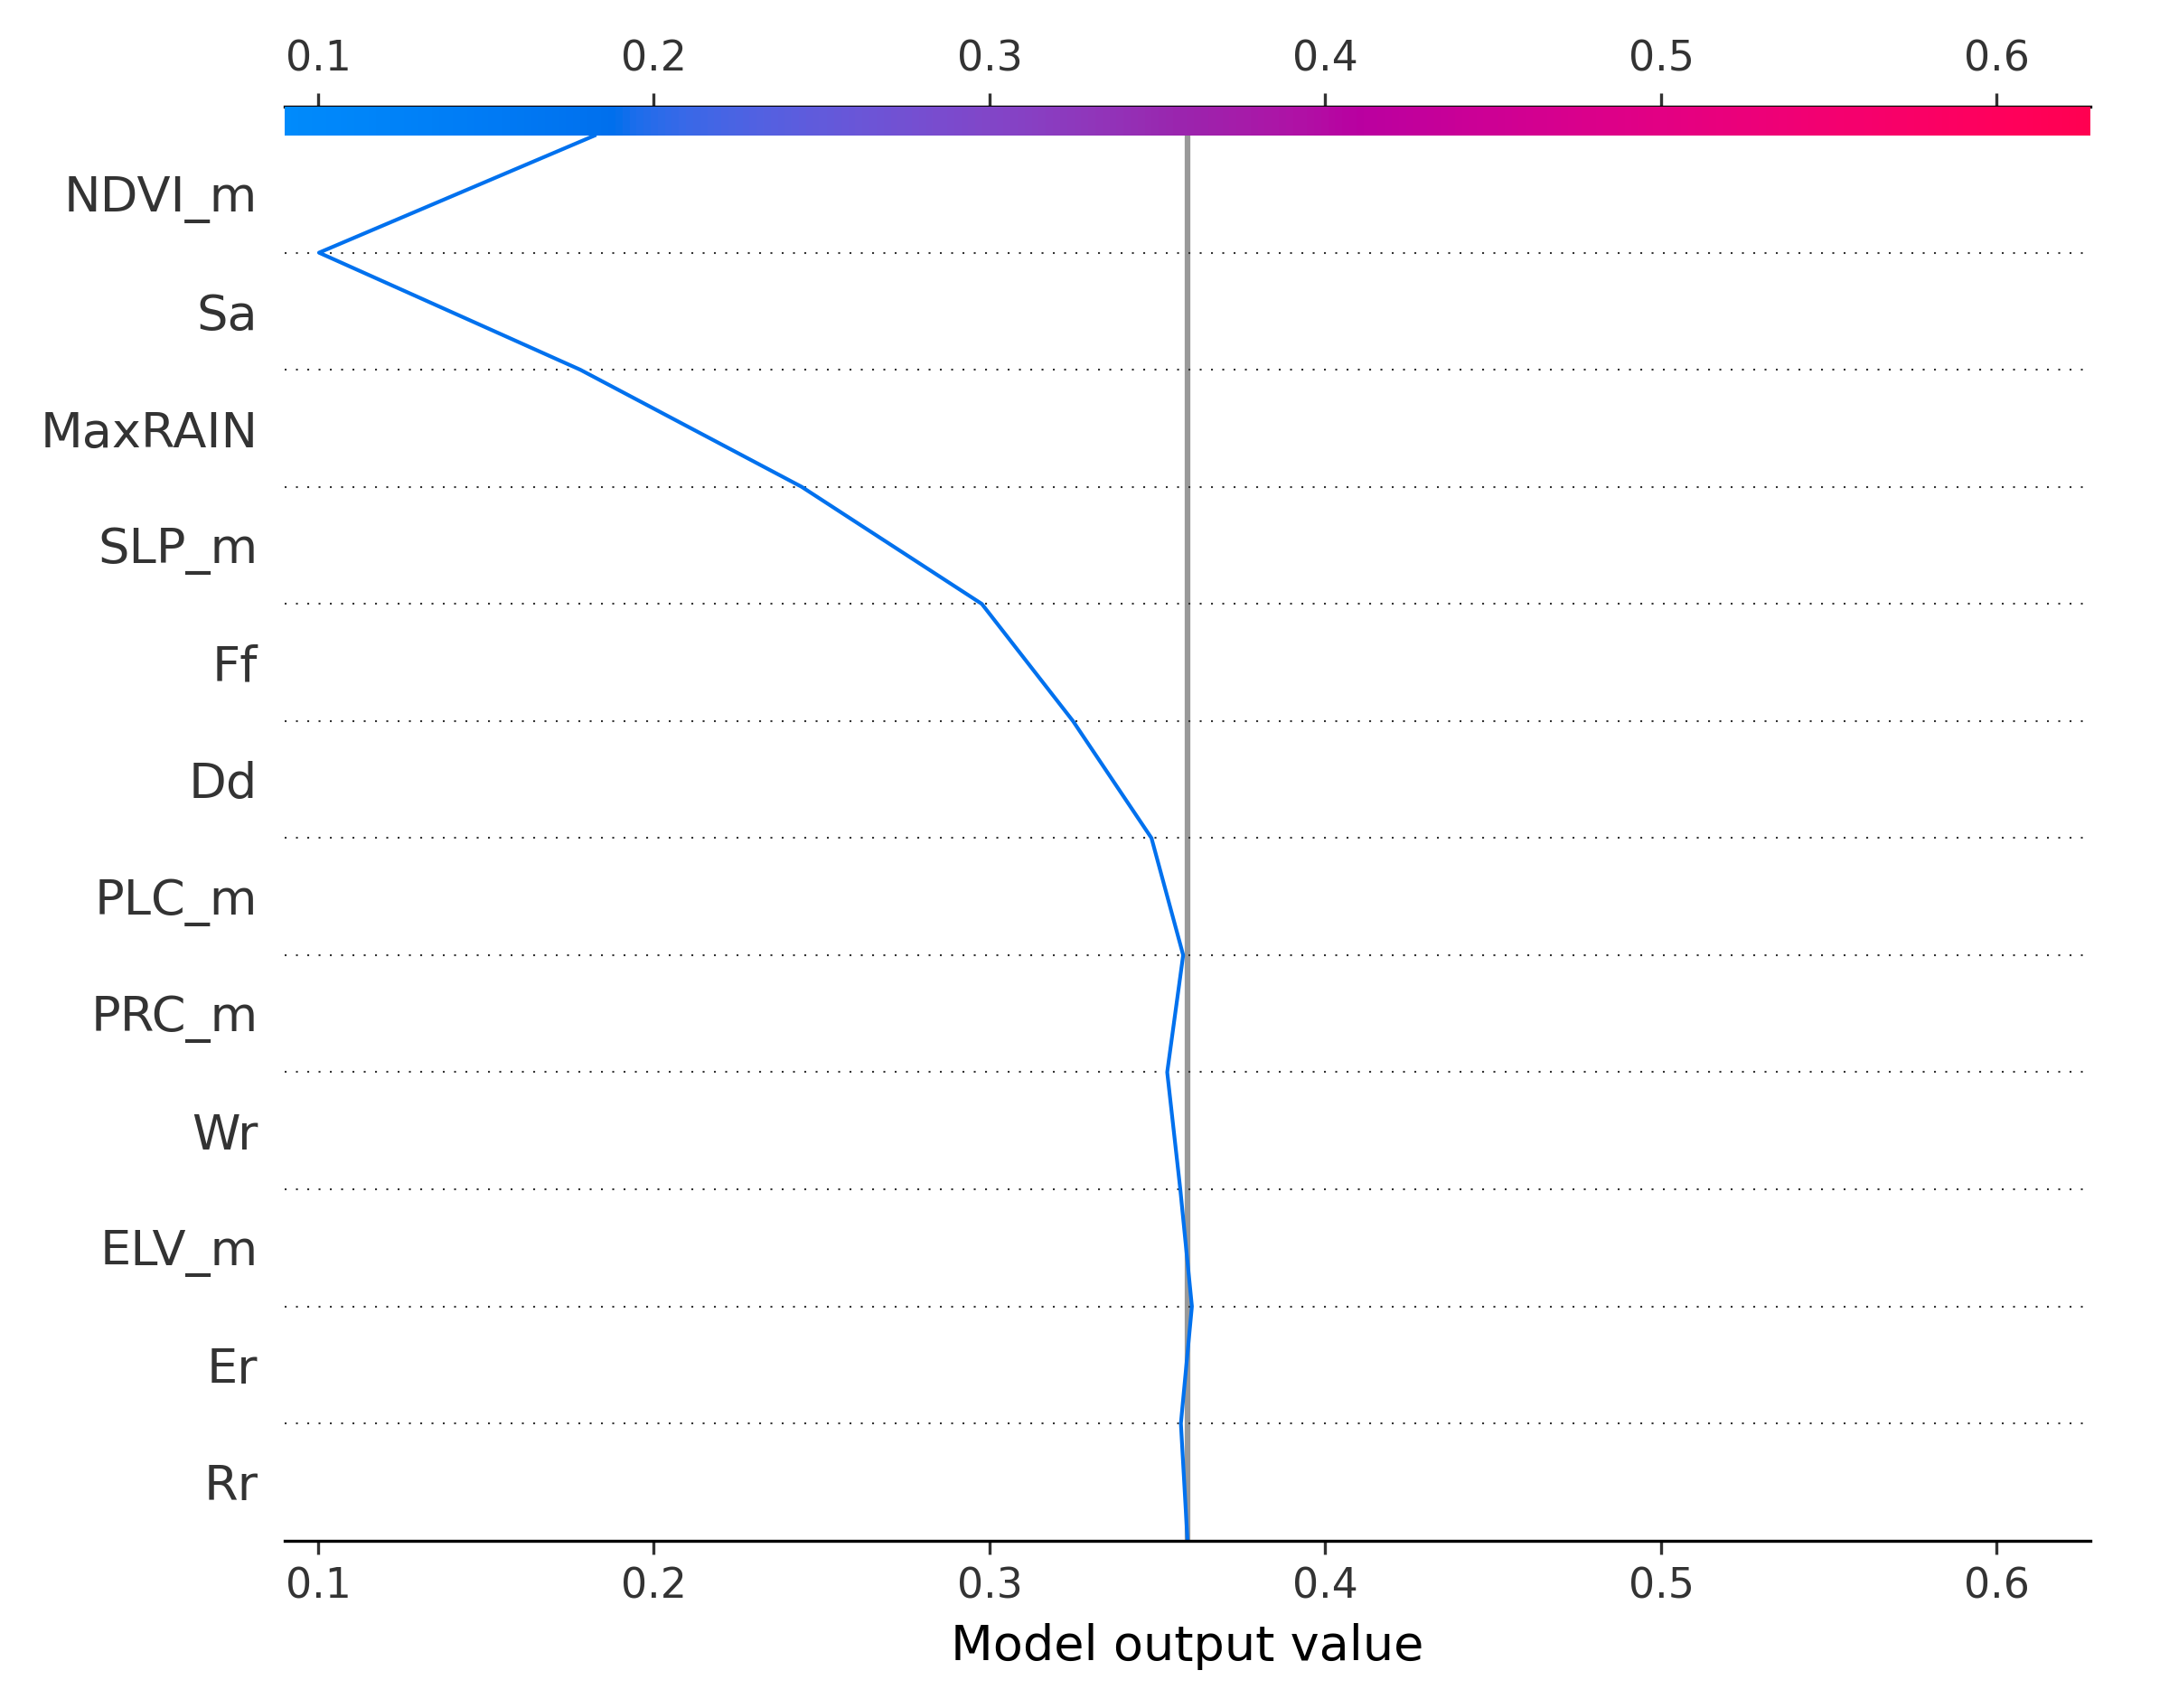 0.1 0.2 0.3 0.4 0.5 0.6
NDVI_m
Sa
MaxRAIN
SLP_m
Ff
Dd
PLC_m
PRC_m
Wr
ELV_m
Er
Rr
0.1 0.2 0.3 0.4 0.5 0.6
Model output value